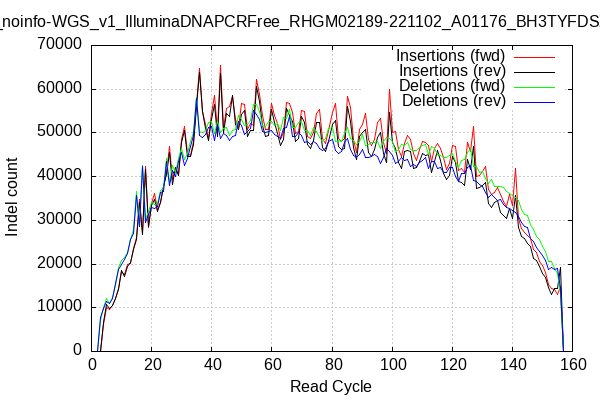 _noinfo-WGS_v1_IlluminaDNAPCRFree_RHGM02189-221102_A01176_BH3TYFDS
70000
60000
50000
40000
30000
20000
10000
0
Indel count
Insertions (fwd)
Insertions (rev)
Deletions (fwd)
Deletions (rev)
0 20 40 60 80 100 120 140 160
Read Cycle